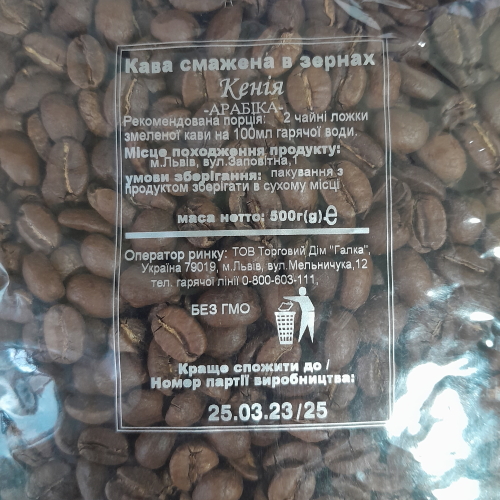 Кава смажена в зернах
Кенія
-АРАБІКА-
Рекомендована порція: 2 чайні ложки
змеленої кави на 100мл гарячої води.
Місце походження продукту:
м.Львів, вул.Заповітна,1
умови зберігання: пакування з
продуктом зберігати в сухому місці
маса нетто: 500г(g)℮
Оператор ринку: ТОВ Торговий Дім "Галка",
Україна 79019, м.Львів, вул.Мельничука,12
тел. гарячої лінії 0-800-603-111,
БЕЗ ГМО
Краще спожити до /
Номер партії виробництва:
25.03.23/25